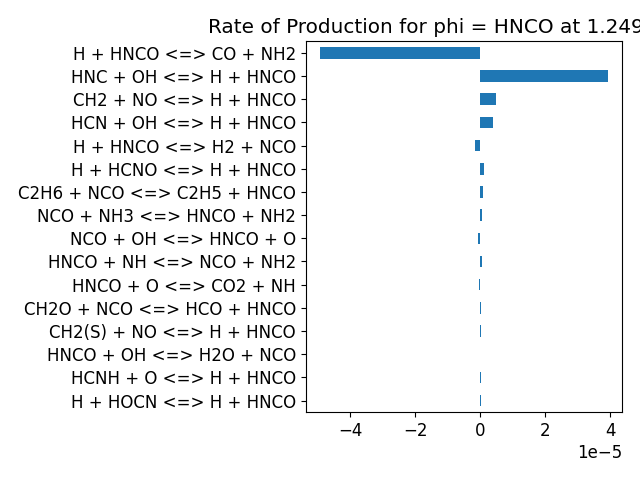 Rate of Production for phi = HNCO at 1.249
H + HNCO <=> CO + NH2
HNC + OH <=> H + HNCO
CH2 + NO <=> H + HNCO
HCN + OH <=> H + HNCO
H + HNCO <=> H2 + NCO
H + HCNO <=> H + HNCO
C2H6 + NCO <=> C2H5 + HNCO
NCO + NH3 <=> HNCO + NH2
NCO + OH <=> HNCO + O
HNCO + NH <=> NCO + NH2
HNCO + O <=> CO2 + NH
CH2O + NCO <=> HCO + HNCO
CH2(S) + NO <=> H + HNCO
HNCO + OH <=> H2O + NCO
HCNH + O <=> H + HNCO
H + HOCN <=> H + HNCO
−4 −2 0 2 4
1e−5